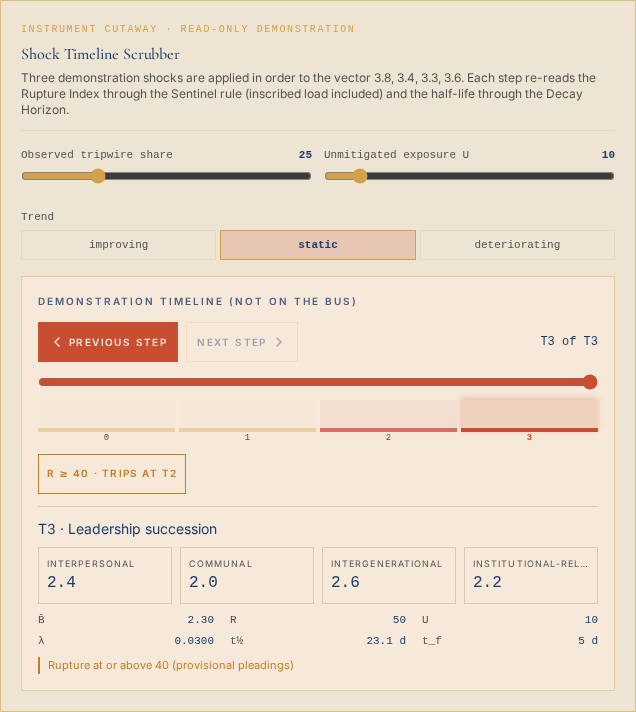 INSTRUMENT CUTAWAY · READ-ONLY DEMONSTRATION
Shock Timeline Scrubber
Three demonstration shocks are applied in order to the vector 3.8, 3.4, 3.3, 3.6. Each step re-reads the
Rupture Index through the Sentinel rule (inscribed load included) and the half-life through the Decay
Horizon.
Observed tripwire share 25 Unmitigated exposure U 10
Trend
improving static deteriorating
DEMONSTRATION TIMELINE (NOT ON THE BUS)
PREVIOUS STEP NEXT STEP T3 of T3
0 1 2 3
R ≥ 40 · TRIPS AT T2
T3 · Leadership succession
INTERPERSONAL COMMUNAL INTERGENERATIONAL INSTITUTIONAL-REL…
2.4 2.0 2.6 2.2
B̄ 2.30 R 50 U 10
λ 0.0300 t½ 23.1 d t_f 5 d
Rupture at or above 40 (provisional pleadings)